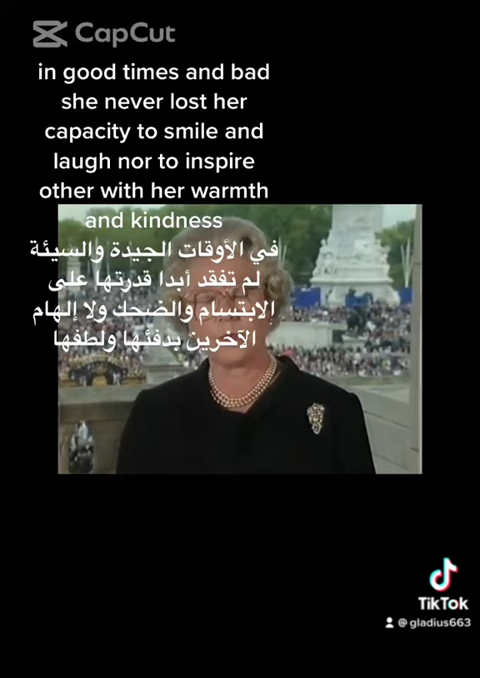 CapCut
in good times and bad
she never lost her
capacity to smile and
laugh nor to inspire
other with her warmth
and kindness
في الأوقات الجيدة والسيئة
لم تفقد أبدا قدرتها على
الابتسام والضحك ولا إلهام
الآخرين بدفئها ولطفها
TikTok
@gladius663